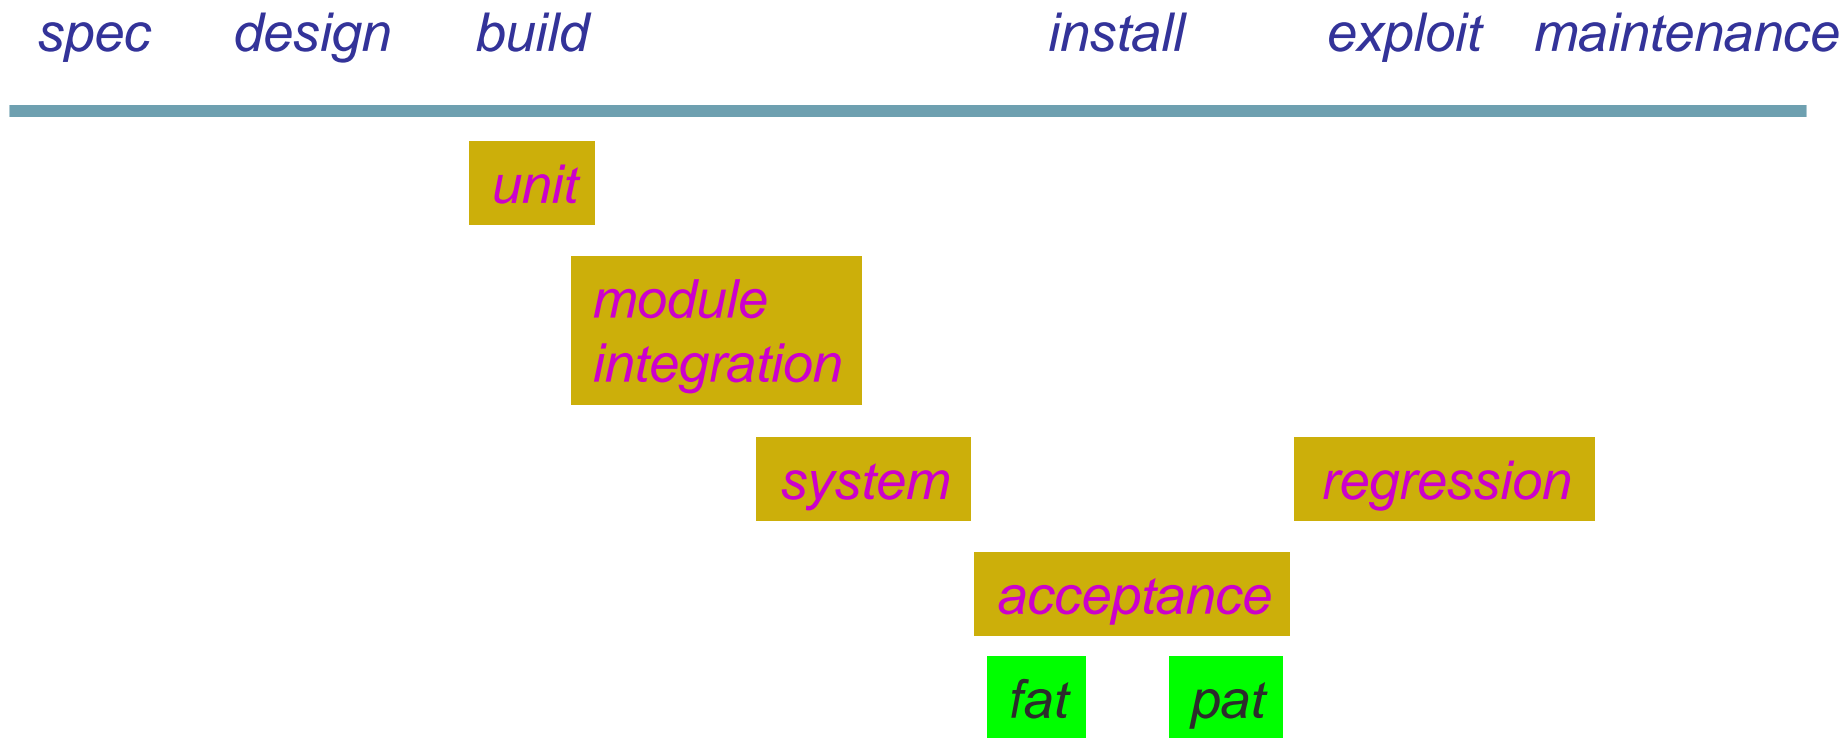 spec design build install exploit maintenance
unit
module
integration
system regression
acceptance
fat pat